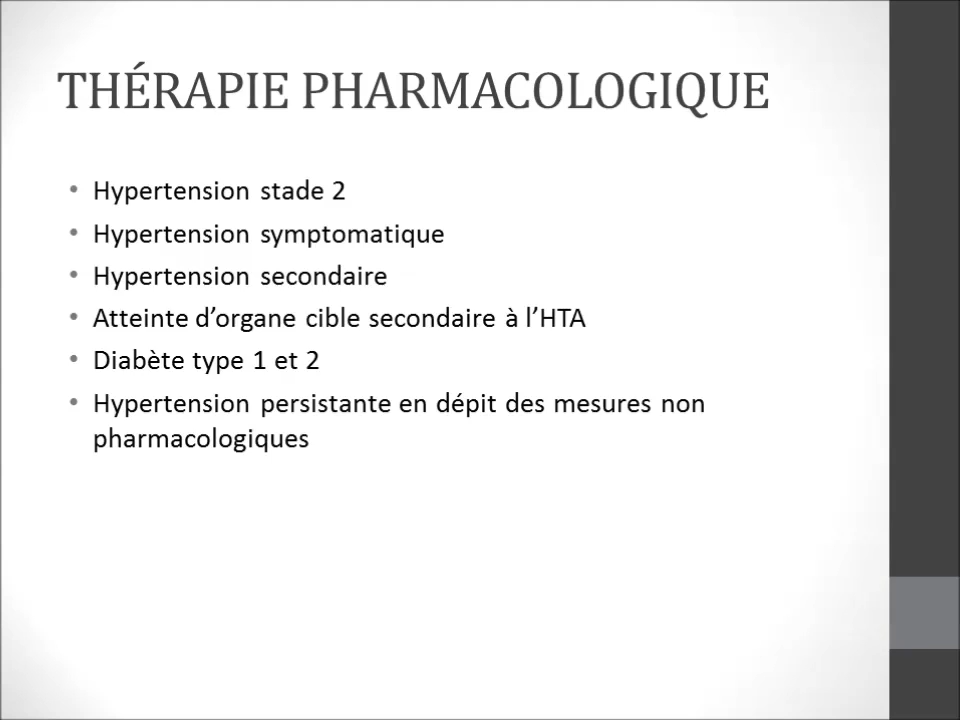 THÉRAPIE PHARMACOLOGIQUE
• Hypertension stade 2
• Hypertension symptomatique
• Hypertension secondaire
• Atteinte d’organe cible secondaire à l’HTA
• Diabète type 1 et 2
• Hypertension persistante en dépit des mesures non
pharmacologiques